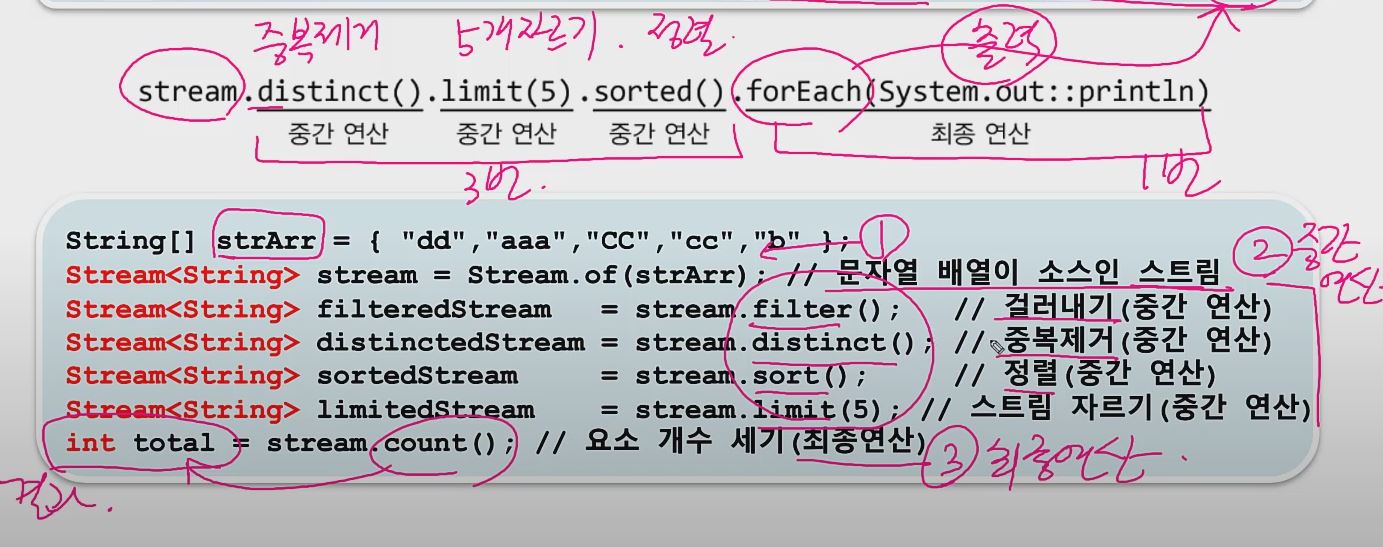 중복제거 5개자르기. 정렬. 출력
stream.distinct().limit(5).sorted().forEach(System.out::println)
중간 연산 중간 연산 중간 연산 최종 연산
3번. 1번
String[] strArr = { "dd","aaa","CC","cc","b" }; ①
Stream<String> stream = Stream.of(strArr); // 문자열 배열이 소스인 스트림 ② 중간연산
Stream<String> filteredStream = stream.filter(); // 걸러내기(중간 연산)
Stream<String> distinctedStream = stream.distinct(); // 중복제거(중간 연산)
Stream<String> sortedStream = stream.sort(); // 정렬(중간 연산)
Stream<String> limitedStream = stream.limit(5); // 스트림 자르기(중간 연산)
int total = stream.count(); // 요소 개수 세기(최종연산) ③ 최종연산.
결과.